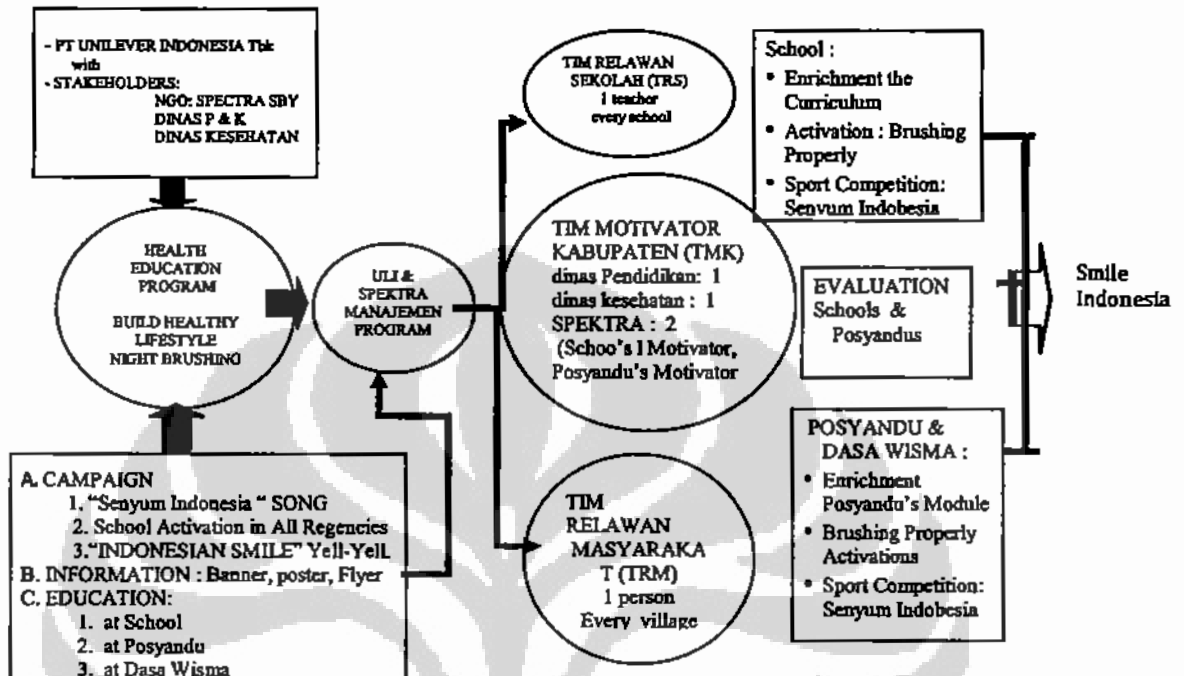 - PT UNILEVER INDONESIA Tbk
with
- STAKEHOLDERS:
NGO: SPECTRA SBY
DINAS P & K
DINAS KESEHATAN
HEALTH
EDUCATION
PROGRAM
BUILD HEALTHY
LIFESTYLE
NIGHT BRUSHING
A. CAMPAIGN
1. "Senyum Indonesia " SONG
2. School Activation in All Regencies
3."INDONESIAN SMILE" Yell-Yell.
B. INFORMATION : Banner, poster, Flyer
C. EDUCATION:
1. at School
2. at Posyandu
3. at Dasa Wisma
ULI &
SPEKTRA
MANAJEMEN
PROGRAM
TIM RELAWAN
SEKOLAH (TRS)
1 teacher
every school
TIM MOTIVATOR
KABUPATEN (TMK)
dinas Pendidikan: 1
dinas kesehatan : 1
SPEKTRA : 2
(Schoo's l Motivator,
Posyandu's Motivator
TIM
RELAWAN
MASYARAKA
T (TRM)
1 person
Every village
School :
• Enrichment the
Curriculum
• Activation : Brushing
Properly
• Sport Competition:
Senyum Indobesia
EVALUATION
Schools &
Posyandus
POSYANDU &
DASA WISMA :
• Enrichment
Posyandu's Module
• Brushing Properly
Activations
• Sport Competition:
Senyum Indobesia
Smile
Indonesia